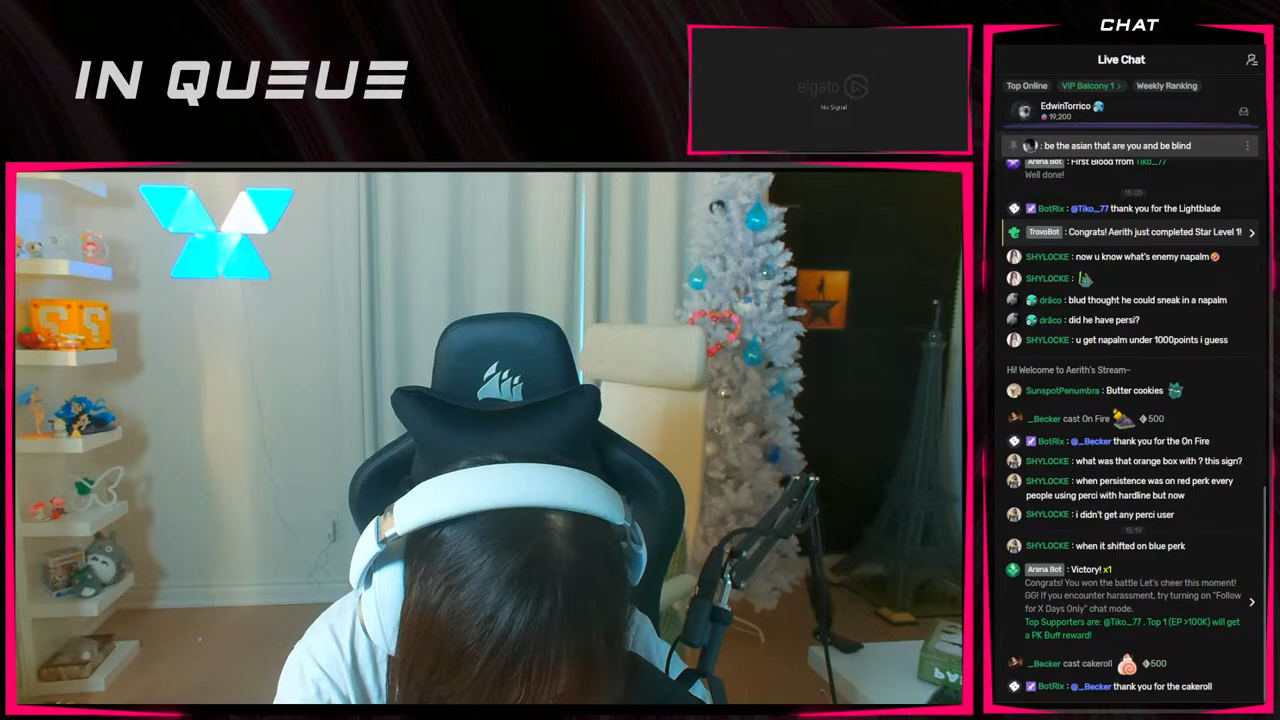 IN QUEUE
elgato
No Signal
CHAT
Live Chat
Top Online
VIP Balcony 1 >
Weekly Ranking
EdwinTorrico
19,200
: be the asian that are you and be blind
Arena Bot : First Blood from Tiko_77
Well done!
15:05
BotRix : @Tiko_77 thank you for the Lightblade
TrovoBot : Congrats! Aerith just completed Star Level 1!
SHYLOCKE : now u know what's enemy napalm
SHYLOCKE :
drāco : blud thought he could sneak in a napalm
drāco : did he have persi?
SHYLOCKE : u get napalm under 1000points i guess
Hi! Welcome to Aerith's Stream~
SunspotPenumbra : Butter cookies
_Becker cast On Fire 500
BotRix : @_Becker thank you for the On Fire
SHYLOCKE : what was that orange box with ? this sign?
SHYLOCKE : when persistence was on red perk every
people using perci with hardline but now
SHYLOCKE : i didn't get any perci user
15:19
SHYLOCKE : when it shifted on blue perk
Arena Bot : Victory! x1
Congrats! You won the battle Let's cheer this moment!
GG! If you encounter harassment, try turning on "Follow
for X Days Only" chat mode.
Top Supporters are: @Tiko_77 . Top 1 (EP >100K) will get
a PK Buff reward!
_Becker cast cakeroll 500
BotRix : @_Becker thank you for the cakeroll